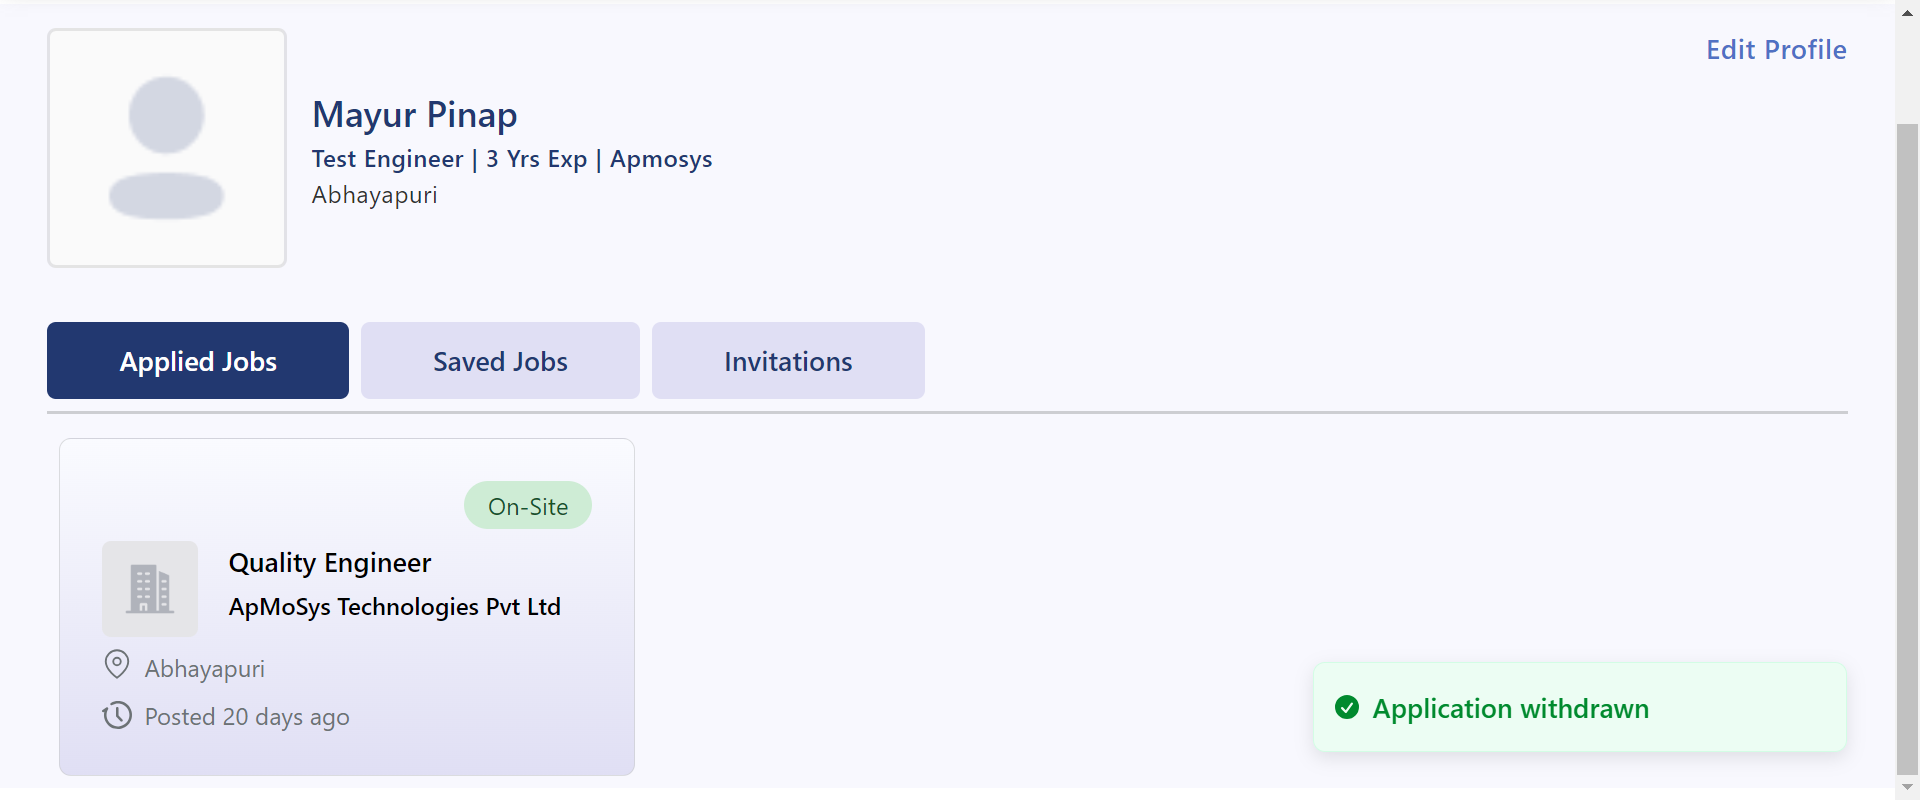 Edit Profile
Mayur Pinap
Test Engineer | 3 Yrs Exp | Apmosys
Abhayapuri
Applied Jobs
Saved Jobs
Invitations
On-Site
Quality Engineer
ApMoSys Technologies Pvt Ltd
Abhayapuri
Posted 20 days ago
Application withdrawn